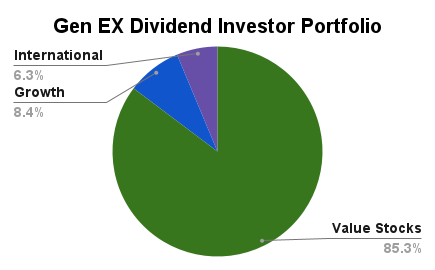 Gen EX Dividend Investor Portfolio
International
6.3%
Growth
8.4%
Value Stocks
85.3%